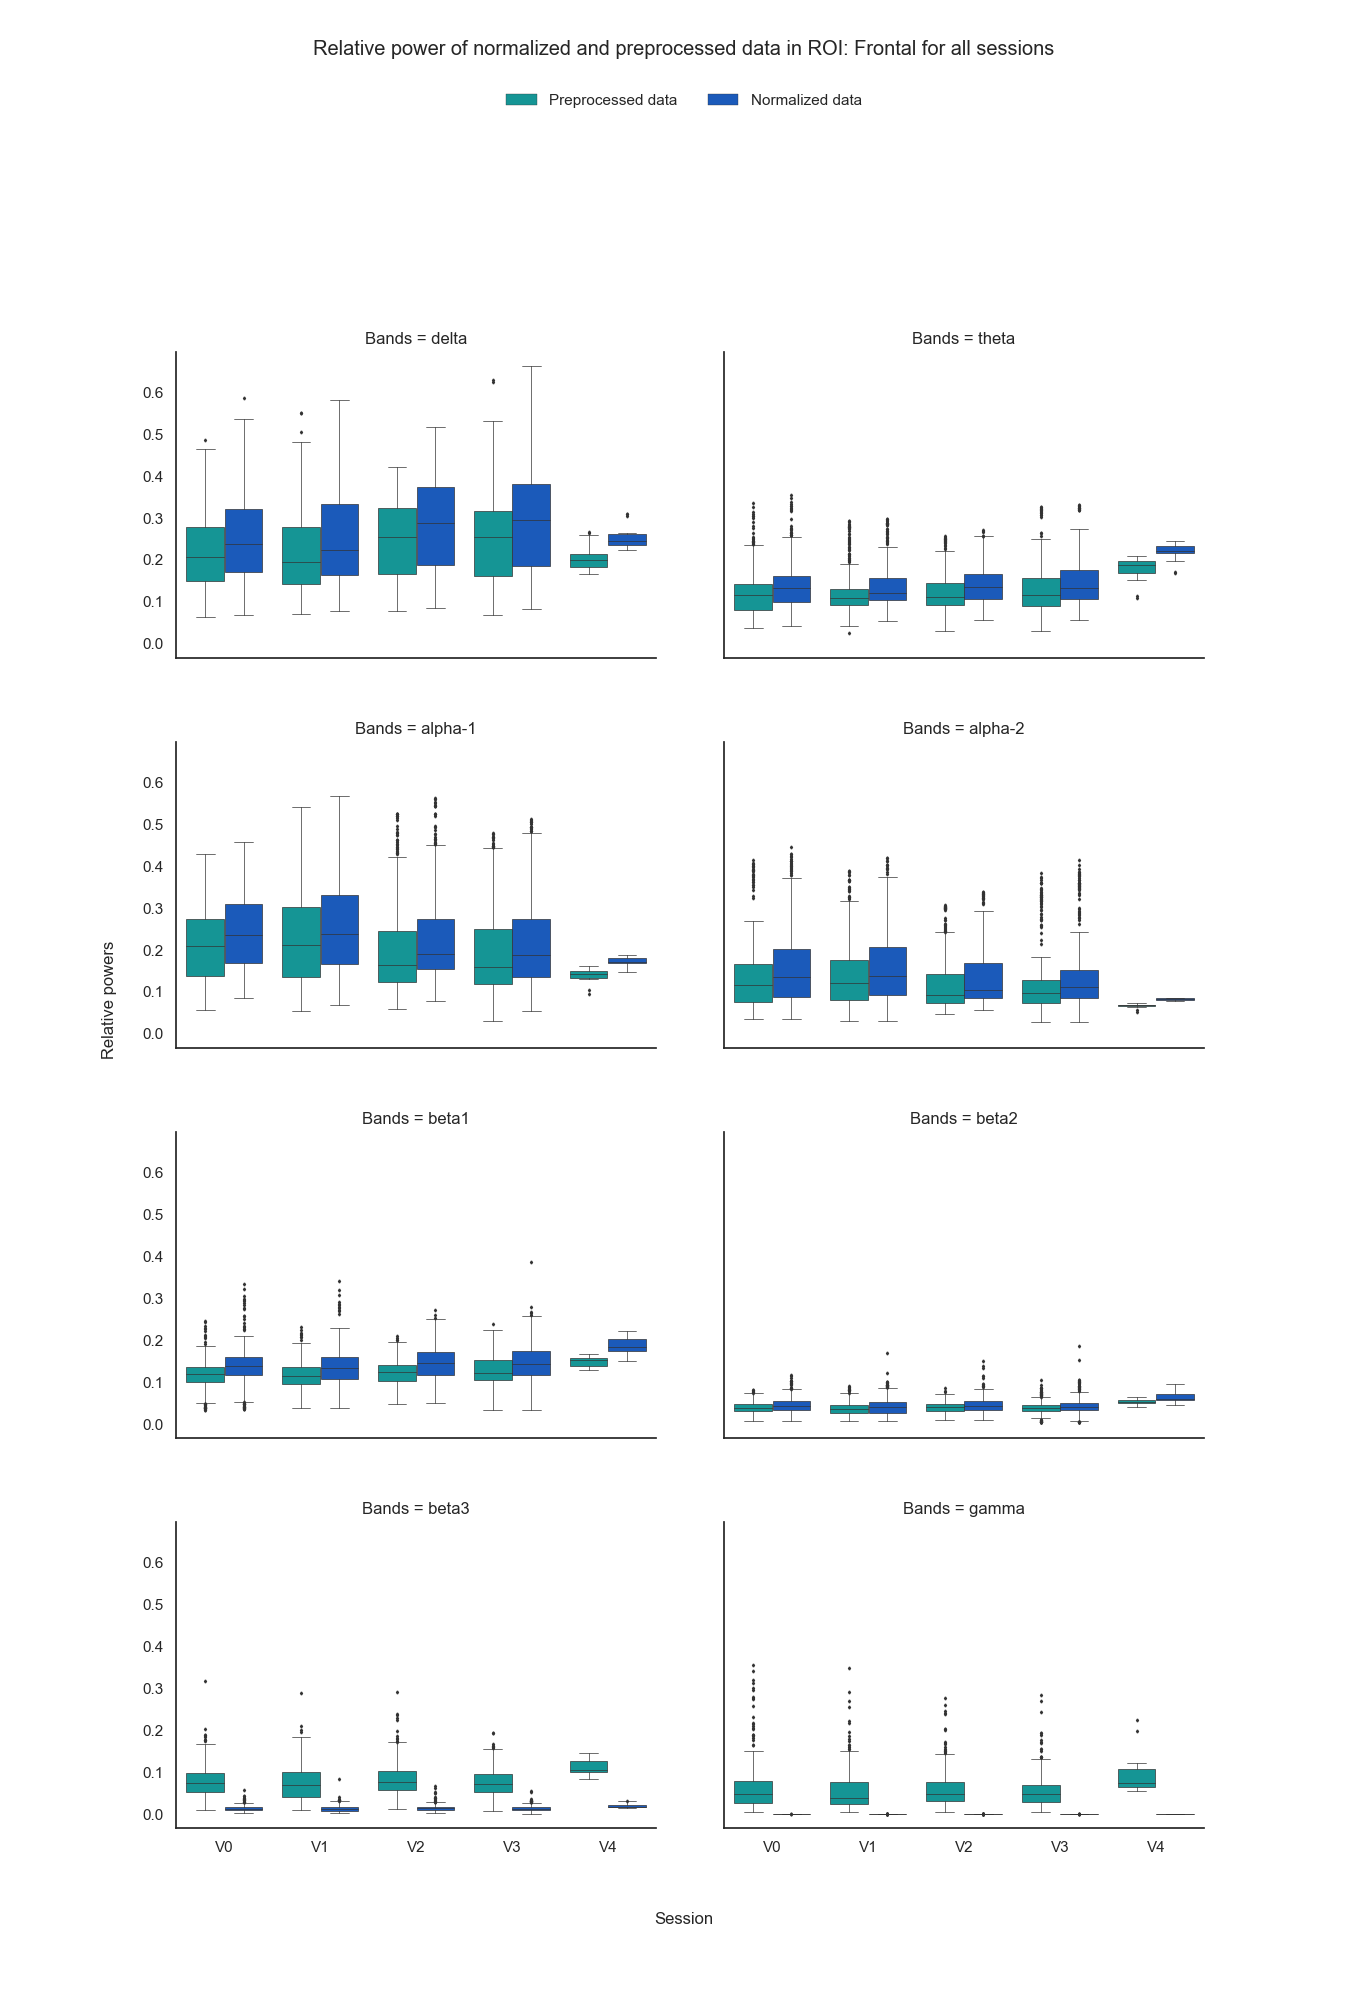 Relative power of normalized and preprocessed data in ROI: Frontal for all sessions
Preprocessed data
Normalized data
Bands = delta
Bands = theta
0.6
0.5
0.4
0.3
0.2
0.1
0.0
Bands = alpha-1
Bands = alpha-2
0.6
0.5
0.4
0.3
0.2
0.1
0.0
Relative powers
Bands = beta1
Bands = beta2
0.6
0.5
0.4
0.3
0.2
0.1
0.0
Bands = beta3
Bands = gamma
0.6
0.5
0.4
0.3
0.2
0.1
0.0
V0 V1 V2 V3 V4
V0 V1 V2 V3 V4
Session